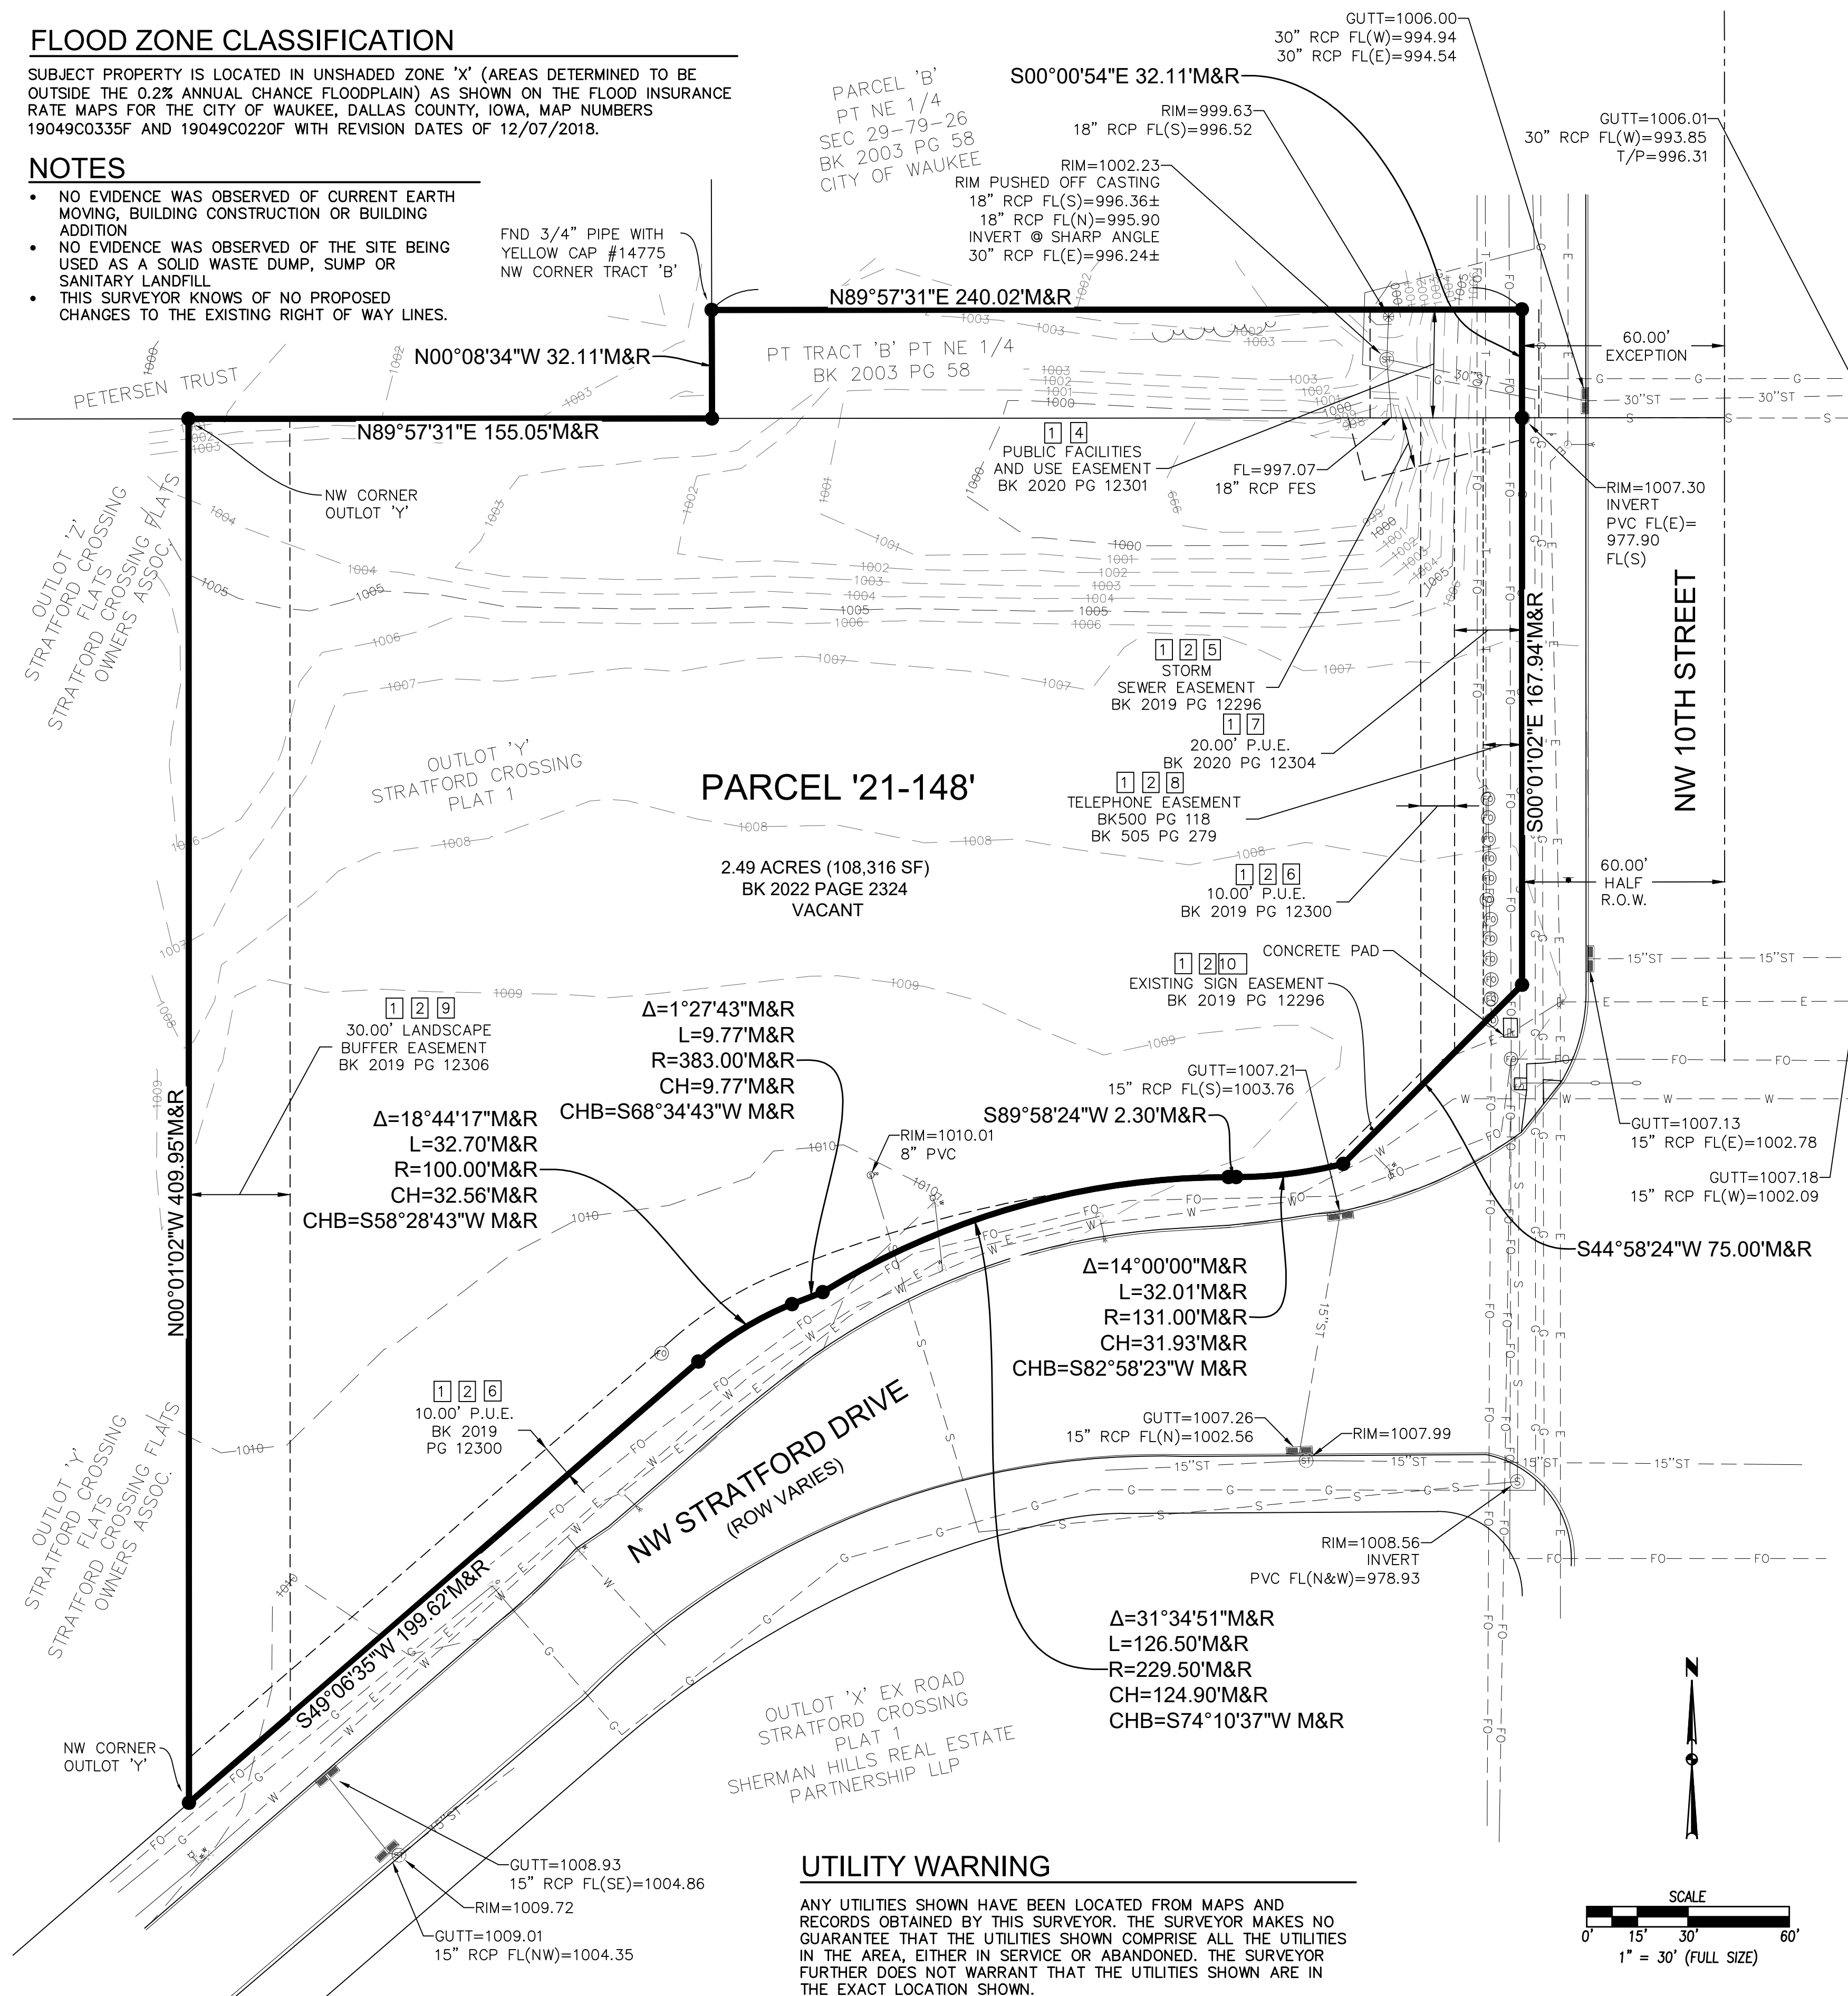 FLOOD ZONE CLASSIFICATION
SUBJECT PROPERTY IS LOCATED IN UNSHADED ZONE 'X' (AREAS DETERMINED TO BE
OUTSIDE THE 0.2% ANNUAL CHANCE FLOODPLAIN) AS SHOWN ON THE FLOOD INSURANCE
RATE MAPS FOR THE CITY OF WAUKEE, DALLAS COUNTY, IOWA, MAP NUMBERS
19049C0335F AND 19049C0220F WITH REVISION DATES OF 12/07/2018.
NOTES
• NO EVIDENCE WAS OBSERVED OF CURRENT EARTH
MOVING, BUILDING CONSTRUCTION OR BUILDING
ADDITION
• NO EVIDENCE WAS OBSERVED OF THE SITE BEING
USED AS A SOLID WASTE DUMP, SUMP OR
SANITARY LANDFILL
• THIS SURVEYOR KNOWS OF NO PROPOSED
CHANGES TO THE EXISTING RIGHT OF WAY LINES.
FND 3/4" PIPE WITH
YELLOW CAP #14775
NW CORNER TRACT 'B'
PARCEL 'B'
PT NE 1/4
SEC 29-79-26
BK 2003 PG 58
CITY OF WAUKEE
GUTT=1006.00
30" RCP FL(W)=994.94
30" RCP FL(E)=994.54
S00°00'54"E 32.11'M&R
RIM=999.63
18" RCP FL(S)=996.52
RIM=1002.23
RIM PUSHED OFF CASTING
18" RCP FL(S)=996.36±
18" RCP FL(N)=995.90
INVERT @ SHARP ANGLE
30" RCP FL(E)=996.24±
GUTT=1006.01
30" RCP FL(W)=993.85
T/P=996.31
N89°57'31"E 240.02'M&R
N00°08'34"W 32.11'M&R
PT TRACT 'B' PT NE 1/4
BK 2003 PG 58
60.00'
EXCEPTION
PETERSEN TRUST
N89°57'31"E 155.05'M&R
NW CORNER
OUTLOT 'Y'
1 4
PUBLIC FACILITIES
AND USE EASEMENT
BK 2020 PG 12301
FL=997.07
18" RCP FES
RIM=1007.30
INVERT
PVC FL(E)=
977.90
FL(S)
OUTLOT 'Z'
STRATFORD CROSSING
FLATS
STRATFORD CROSSING FLATS
OWNERS ASSOC.
1 2 5
STORM
SEWER EASEMENT
BK 2019 PG 12296
1 7
20.00' P.U.E.
BK 2020 PG 12304
1 2 8
TELEPHONE EASEMENT
BK500 PG 118
BK 505 PG 279
1 2 6
10.00' P.U.E.
BK 2019 PG 12300
S00°01'02"E 167.94'M&R
NW 10TH STREET
60.00'
HALF
R.O.W.
OUTLOT 'Y'
STRATFORD CROSSING
PLAT 1
PARCEL '21-148'
2.49 ACRES (108,316 SF)
BK 2022 PAGE 2324
VACANT
1 2 10
EXISTING SIGN EASEMENT
BK 2019 PG 12296
CONCRETE PAD
1 2 9
30.00' LANDSCAPE
BUFFER EASEMENT
BK 2019 PG 12306
N00°01'02"W 409.95'M&R
Δ=1°27'43"M&R
L=9.77'M&R
R=383.00'M&R
CH=9.77'M&R
CHB=S68°34'43"W M&R
Δ=18°44'17"M&R
L=32.70'M&R
R=100.00'M&R
CH=32.56'M&R
CHB=S58°28'43"W M&R
GUTT=1007.21
15" RCP FL(S)=1003.76
S89°58'24"W 2.30'M&R
RIM=1010.01
8" PVC
GUTT=1007.13
15" RCP FL(E)=1002.78
GUTT=1007.18
15" RCP FL(W)=1002.09
S44°58'24"W 75.00'M&R
Δ=14°00'00"M&R
L=32.01'M&R
R=131.00'M&R
CH=31.93'M&R
CHB=S82°58'23"W M&R
1 2 6
10.00' P.U.E.
BK 2019
PG 12300
NW STRATFORD DRIVE
(ROW VARIES)
GUTT=1007.26
15" RCP FL(N)=1002.56
RIM=1007.99
RIM=1008.56
INVERT
PVC FL(N&W)=978.93
OUTLOT 'Y'
STRATFORD CROSSING
FLATS
STRATFORD CROSSING FLATS
OWNERS ASSOC.
S49°06'35"W 199.62'M&R
Δ=31°34'51"M&R
L=126.50'M&R
R=229.50'M&R
CH=124.90'M&R
CHB=S74°10'37"W M&R
OUTLOT 'X' EX ROAD
STRATFORD CROSSING
PLAT 1
SHERMAN HILLS REAL ESTATE
PARTNERSHIP LLP
NW CORNER
OUTLOT 'Y'
N
GUTT=1008.93
15" RCP FL(SE)=1004.86
RIM=1009.72
GUTT=1009.01
15" RCP FL(NW)=1004.35
UTILITY WARNING
ANY UTILITIES SHOWN HAVE BEEN LOCATED FROM MAPS AND
RECORDS OBTAINED BY THIS SURVEYOR. THE SURVEYOR MAKES NO
GUARANTEE THAT THE UTILITIES SHOWN COMPRISE ALL THE UTILITIES
IN THE AREA, EITHER IN SERVICE OR ABANDONED. THE SURVEYOR
FURTHER DOES NOT WARRANT THAT THE UTILITIES SHOWN ARE IN
THE EXACT LOCATION SHOWN.
SCALE
0' 15' 30' 60'
1" = 30' (FULL SIZE)